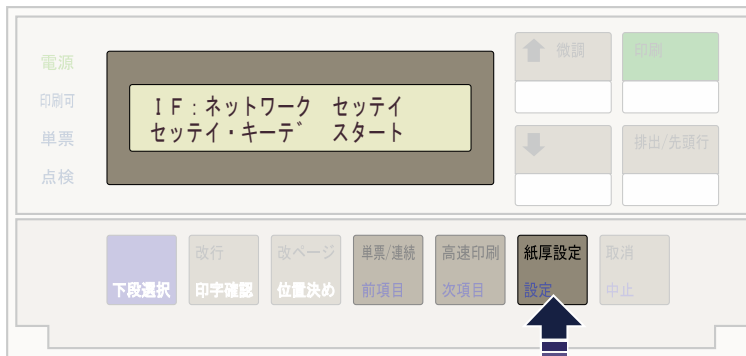 電源
印刷可
単票
点検
IF:ネットワーク セッテイ
セッテイ・キーデ゛ スタート
微調
印刷
排出/先頭行
改行
改ページ
単票/連続
高速印刷
紙厚設定
取消
下段選択
印字確認
位置決め
前項目
次項目
設定
中止